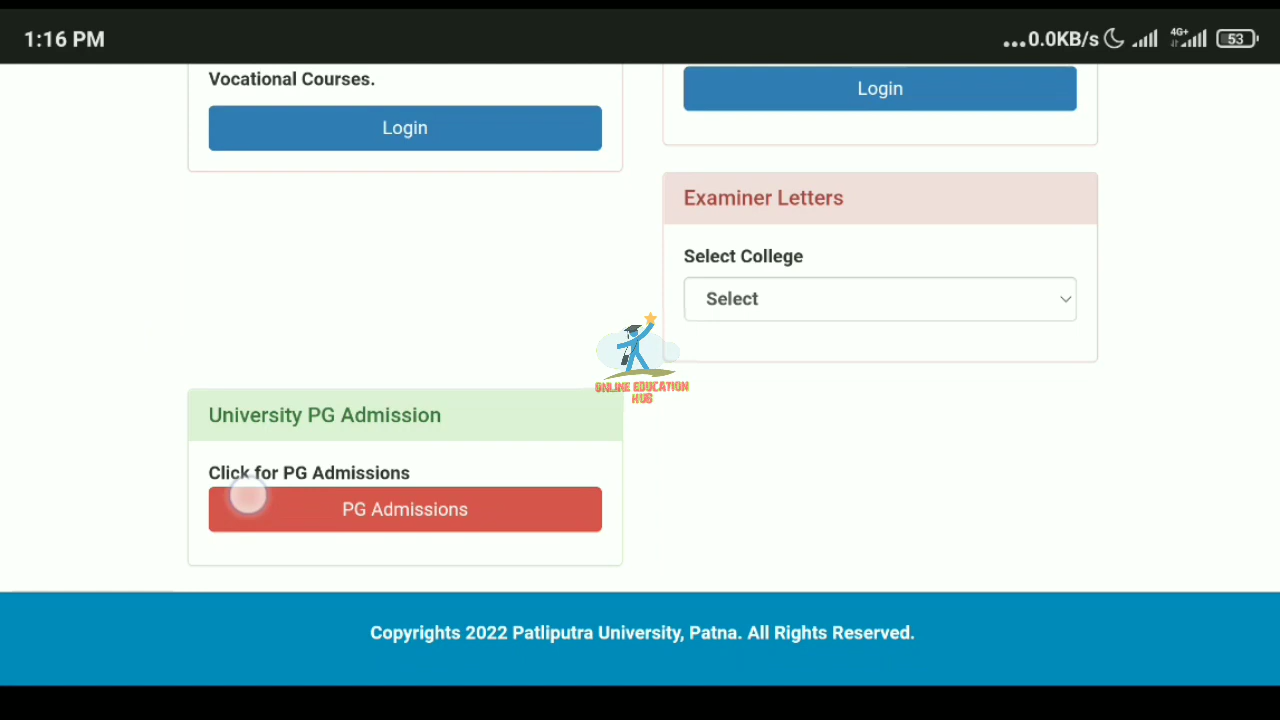 1:16 PM
...0.0KB/s
4G+
53
Vocational Courses.
Login
Login
Examiner Letters
Select College
Select
ONLINE EDUCATION
HUB
University PG Admission
Click for PG Admissions
PG Admissions
Copyrights 2022 Patliputra University, Patna. All Rights Reserved.